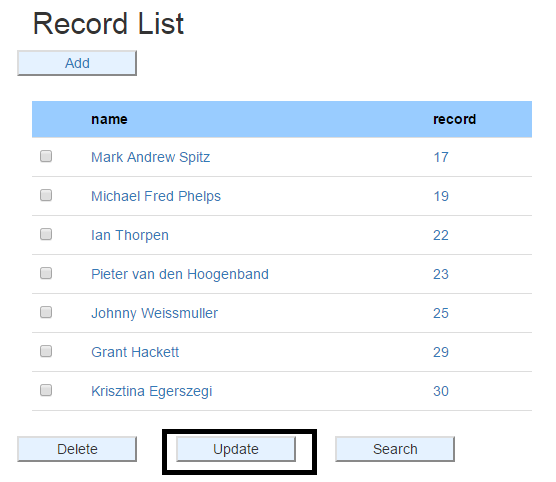 Record List
Add
name record
Mark Andrew Spitz 17
Michael Fred Phelps 19
Ian Thorpen 22
Pieter van den Hoogenband 23
Johnny Weissmuller 25
Grant Hackett 29
Krisztina Egerszegi 30
Delete Update Search